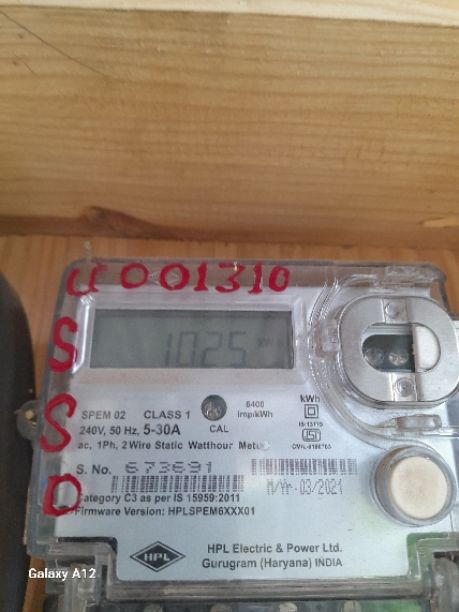 U001310
S
S
D
1025
SPEM 02 CLASS 1
240V, 50 Hz, 5-30A
CAL
6400
imp/kWh
kWh
IS 13779
ac, 1Ph, 2 Wire Static Watthour Meter
S. No. 673691
M/Yr-03/2021
Category C3 as per IS 15959:2011
Firmware Version: HPLSPEM6XXX01
HPL
HPL Electric & Power Ltd.
Gurugram (Haryana) INDIA
Galaxy A12